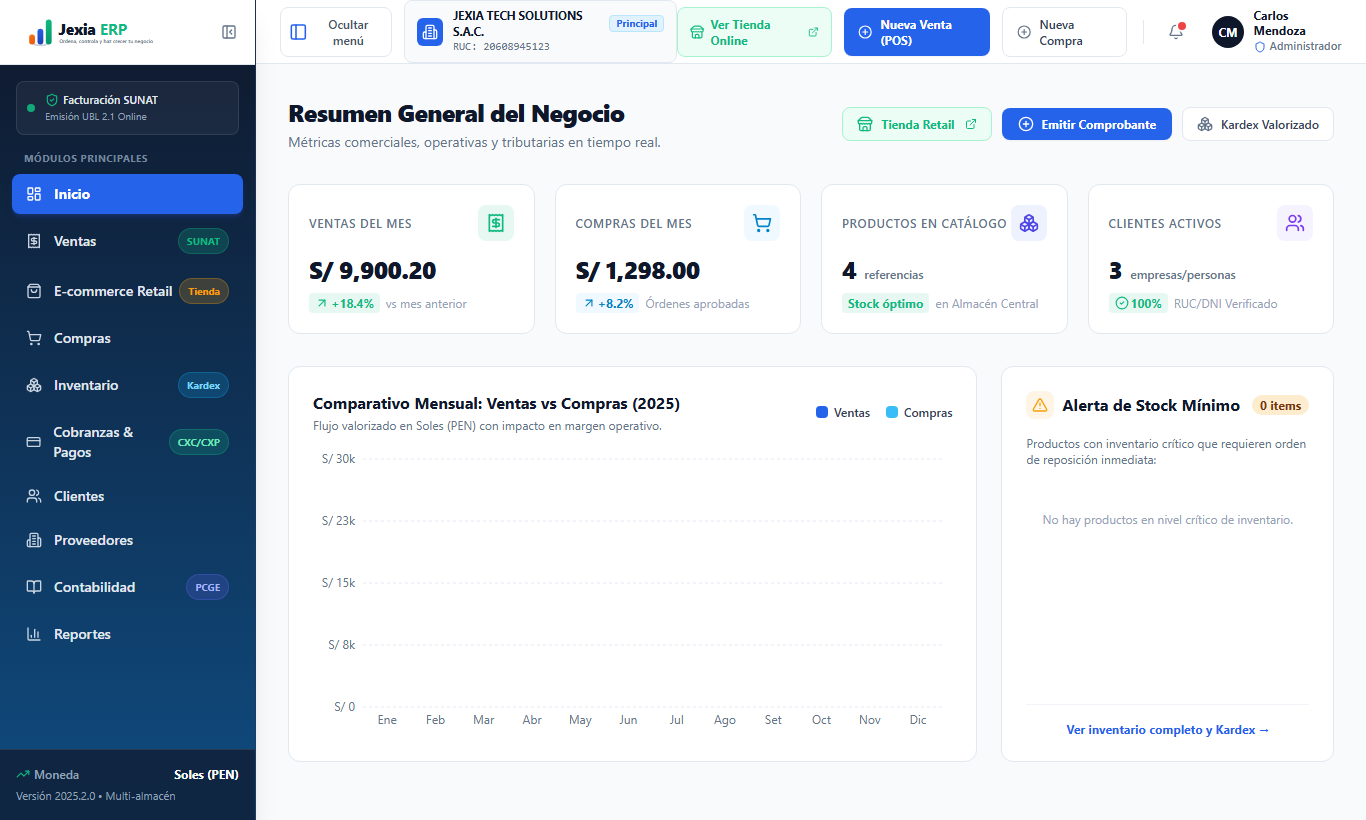 Jexia ERP
Ordena, controla y haz crecer tu negocio
Facturación SUNAT
Emisión UBL 2.1 Online
MÓDULOS PRINCIPALES
Inicio
Ventas
SUNAT
E-commerce Retail
Tienda
Compras
Inventario
Kardex
Cobranzas &
Pagos
CXC/CXP
Clientes
Proveedores
Contabilidad
PCGE
Reportes
Moneda
Soles (PEN)
Versión 2025.2.0 • Multi-almacén
Ocultar
menú
JEXIA TECH SOLUTIONS
S.A.C.
RUC: 20608945123
Principal
Ver Tienda
Online
Nueva Venta
(POS)
Nueva
Compra
CM
Carlos
Mendoza
Administrador
Resumen General del Negocio
Métricas comerciales, operativas y tributarias en tiempo real.
Tienda Retail
Emitir Comprobante
Kardex Valorizado
VENTAS DEL MES
S/ 9,900.20
+18.4%
vs mes anterior
COMPRAS DEL MES
S/ 1,298.00
+8.2%
Órdenes aprobadas
PRODUCTOS EN CATÁLOGO
4 referencias
Stock óptimo
en Almacén Central
CLIENTES ACTIVOS
3 empresas/personas
100%
RUC/DNI Verificado
Comparativo Mensual: Ventas vs Compras (2025)
Flujo valorizado en Soles (PEN) con impacto en margen operativo.
Ventas
Compras
S/ 30k
S/ 23k
S/ 15k
S/ 8k
S/ 0
Ene Feb Mar Abr May Jun Jul Ago Set Oct Nov Dic
Alerta de Stock Mínimo
0 items
Productos con inventario crítico que requieren orden
de reposición inmediata:
No hay productos en nivel crítico de inventario.
Ver inventario completo y Kardex →